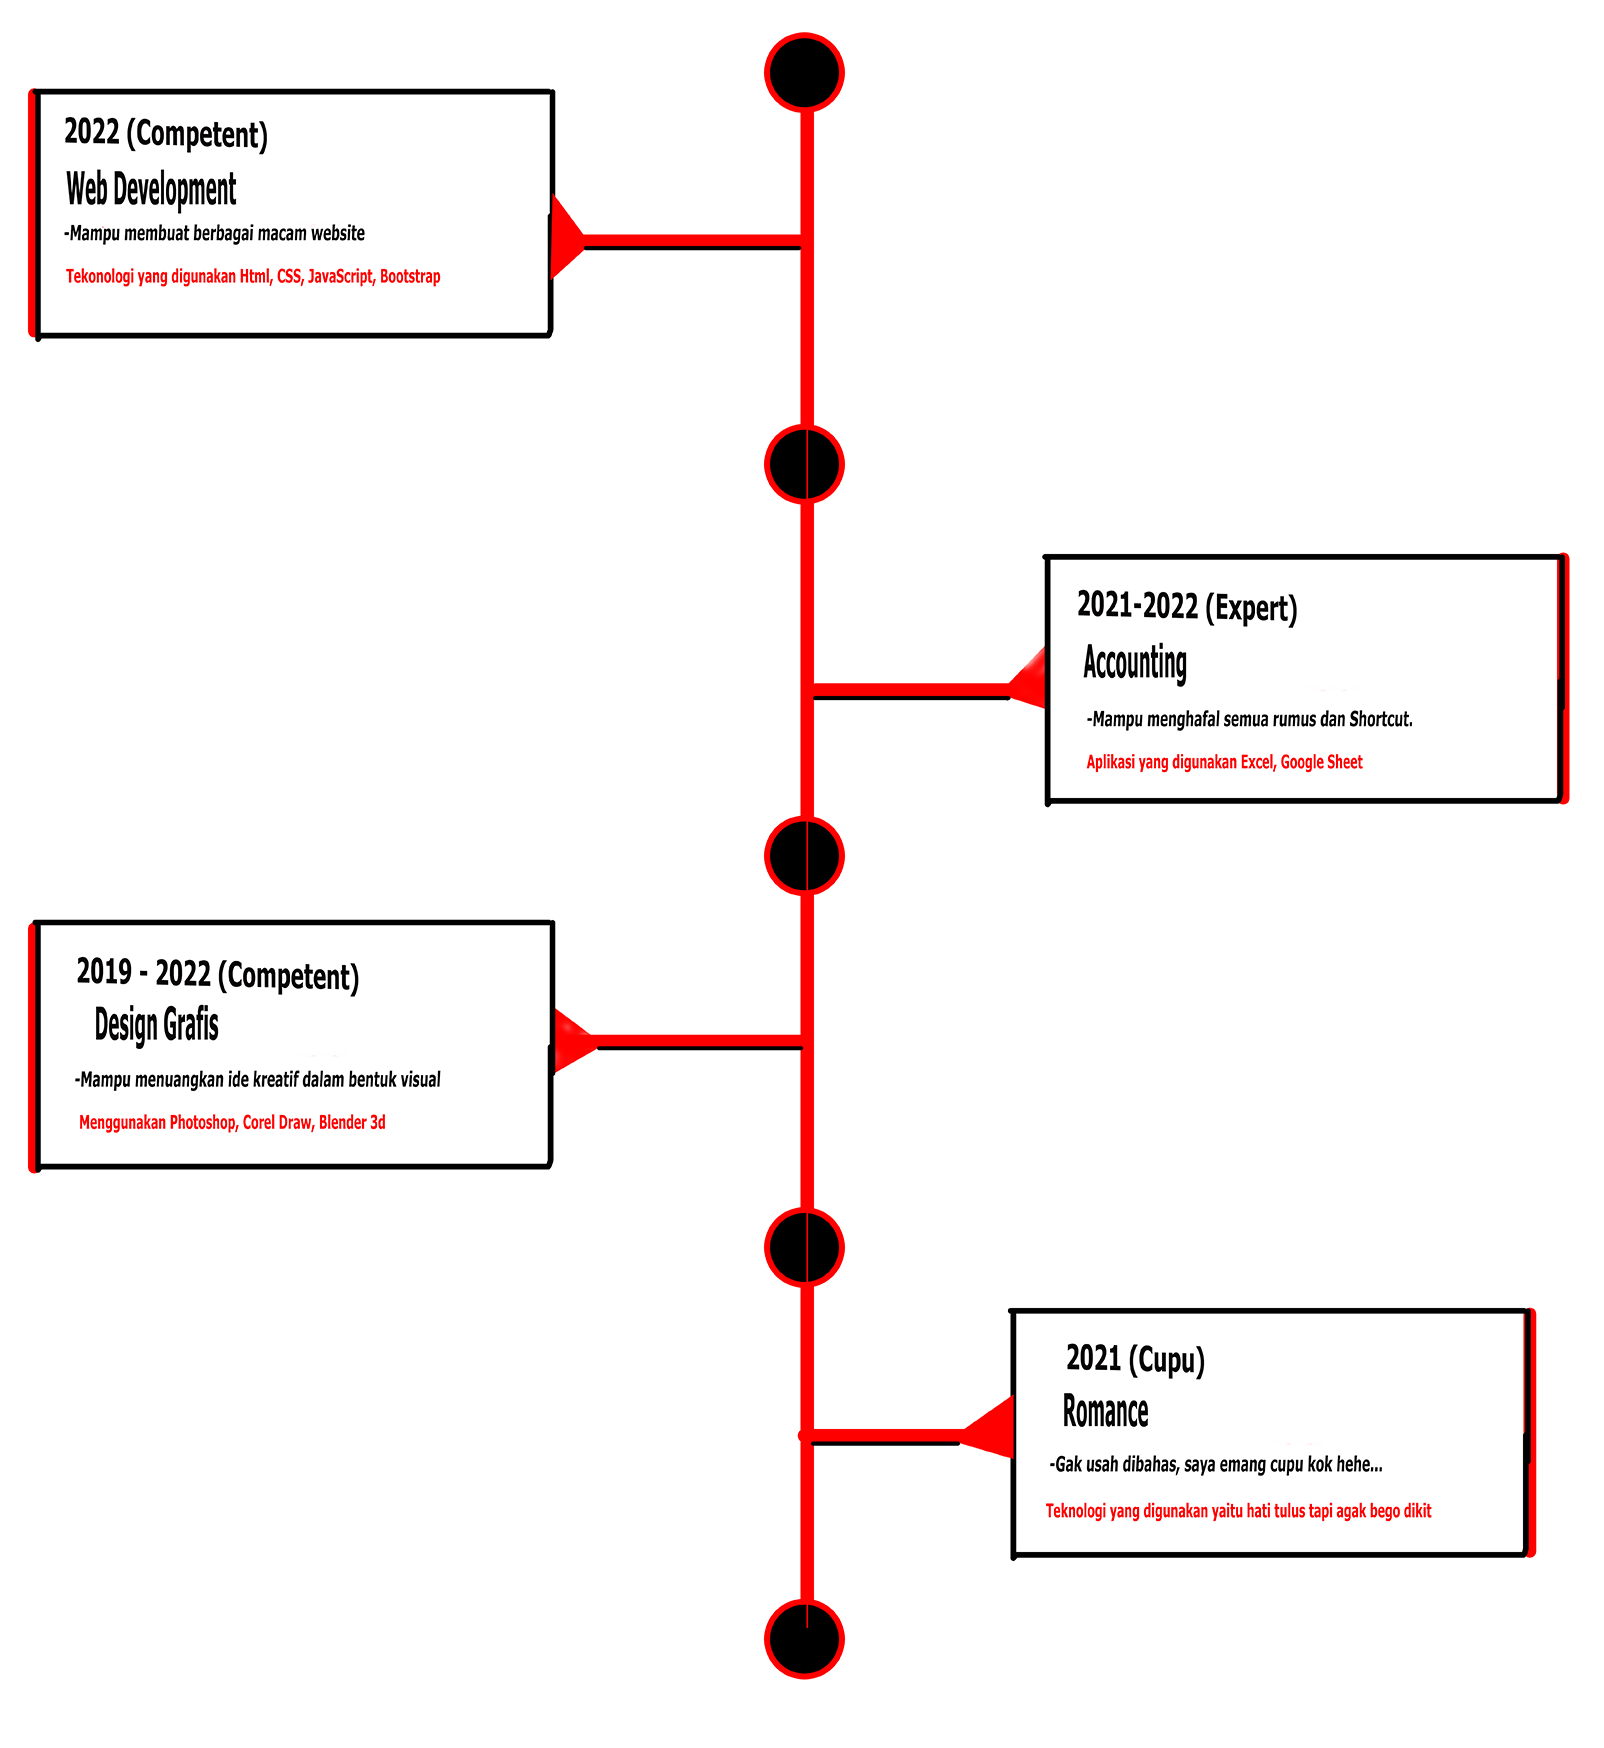 2022 (Competent)
Web Development
-Mampu membuat berbagai macam website
Tekonologi yang digunakan Html, CSS, JavaScript, Bootstrap
2021-2022 (Expert)
Accounting
-Mampu menghafal semua rumus dan Shortcut.
Aplikasi yang digunakan Excel, Google Sheet
2019 - 2022 (Competent)
Design Grafis
-Mampu menuangkan ide kreatif dalam bentuk visual
Menggunakan Photoshop, Corel Draw, Blender 3d
2021 (Cupu)
Romance
-Gak usah dibahas, saya emang cupu kok hehe...
Teknologi yang digunakan yaitu hati tulus tapi agak bego dikit